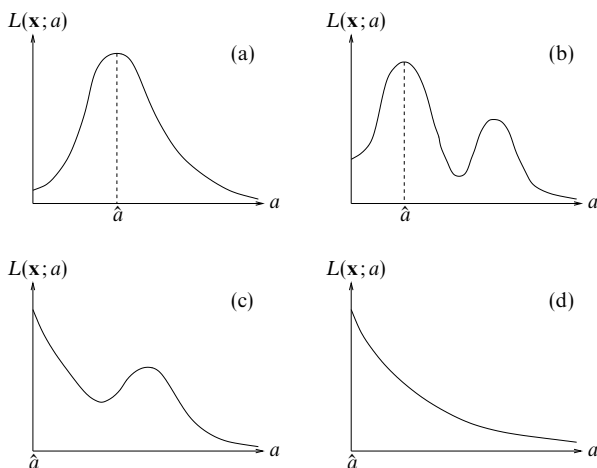 L(x; a)
(a)
a
â
L(x; a)
(b)
a
â
L(x; a)
(c)
a
â
L(x; a)
(d)
a
â